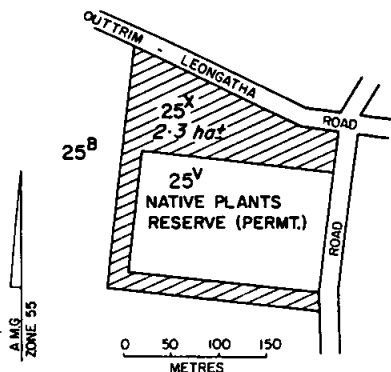 OUTTRIM - LEONGATHA
ROAD
25X
2·3 ha±
25B
25V
NATIVE PLANTS
RESERVE (PERMT.)
ROAD
A.M.G.
ZONE 55
0 50 100 150
METRES